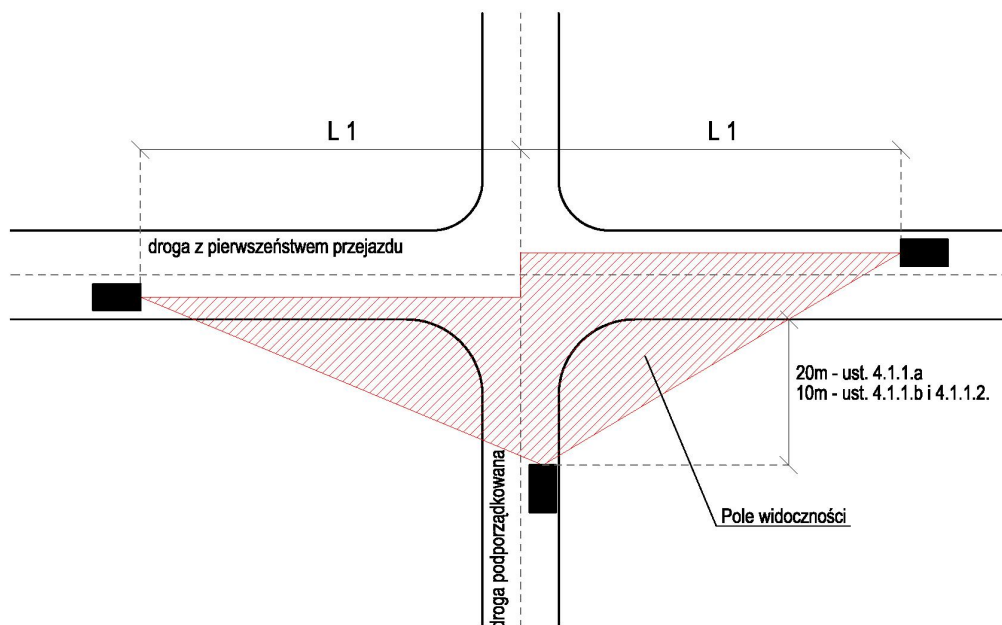 L 1
L 1
droga z pierwszeństwem przejazdu
20m - ust. 4.1.1.a
10m - ust. 4.1.1.b i 4.1.1.2.
droga podporządkowana
Pole widoczności